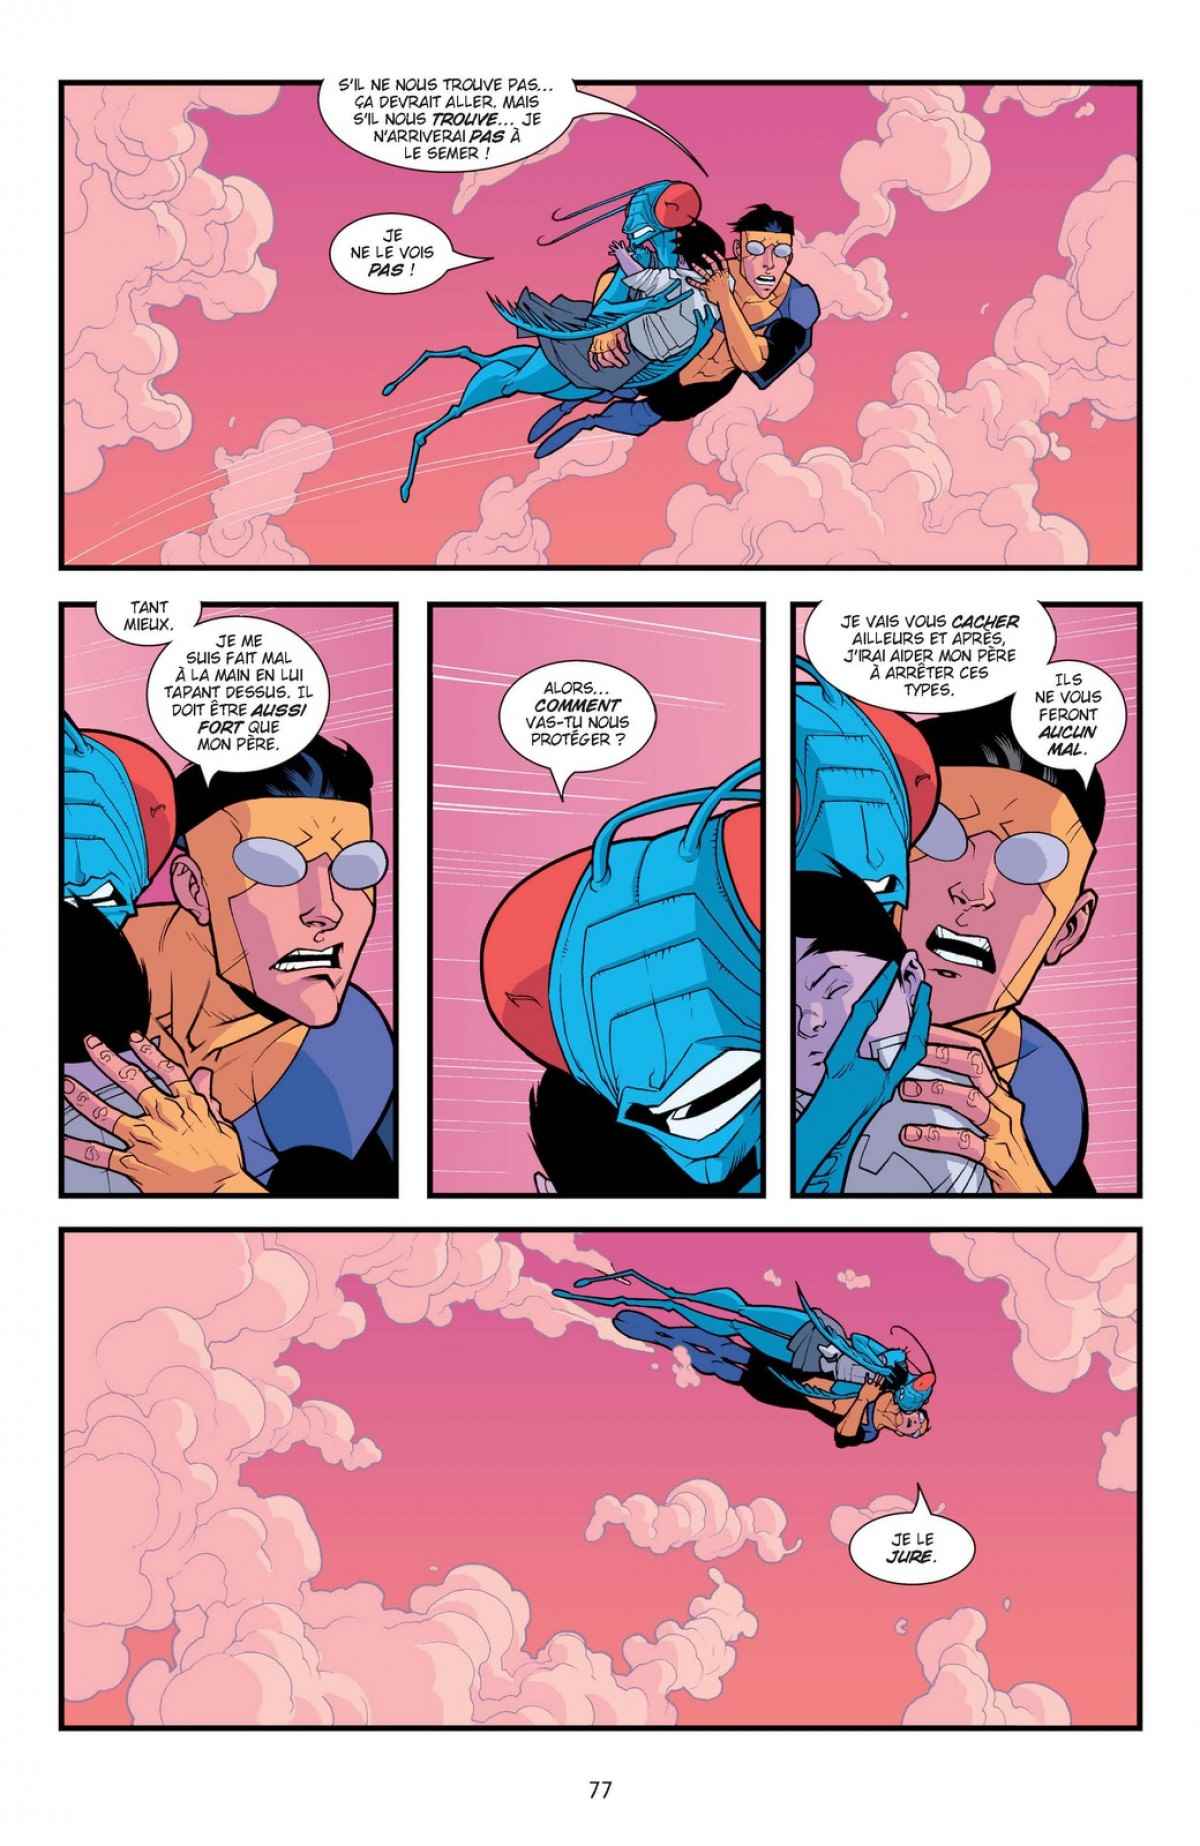 S'IL NE NOUS TROUVE PAS...
ÇA DEVRAIT ALLER. MAIS
S'IL NOUS TROUVE... JE
N'ARRIVERAI PAS À
LE SEMER !
JE
NE LE VOIS
PAS !
TANT
MIEUX.
JE ME
SUIS FAIT MAL
À LA MAIN EN LUI
TAPANT DESSUS. IL
DOIT ÊTRE AUSSI
FORT QUE
MON PÈRE.
ALORS...
COMMENT
VAS-TU NOUS
PROTÉGER ?
JE VAIS VOUS CACHER
AILLEURS ET APRÈS,
J'IRAI AIDER MON PÈRE
À ARRÊTER CES
TYPES.
ILS
NE VOUS
FERONT
AUCUN
MAL.
JE LE
JURE.
77